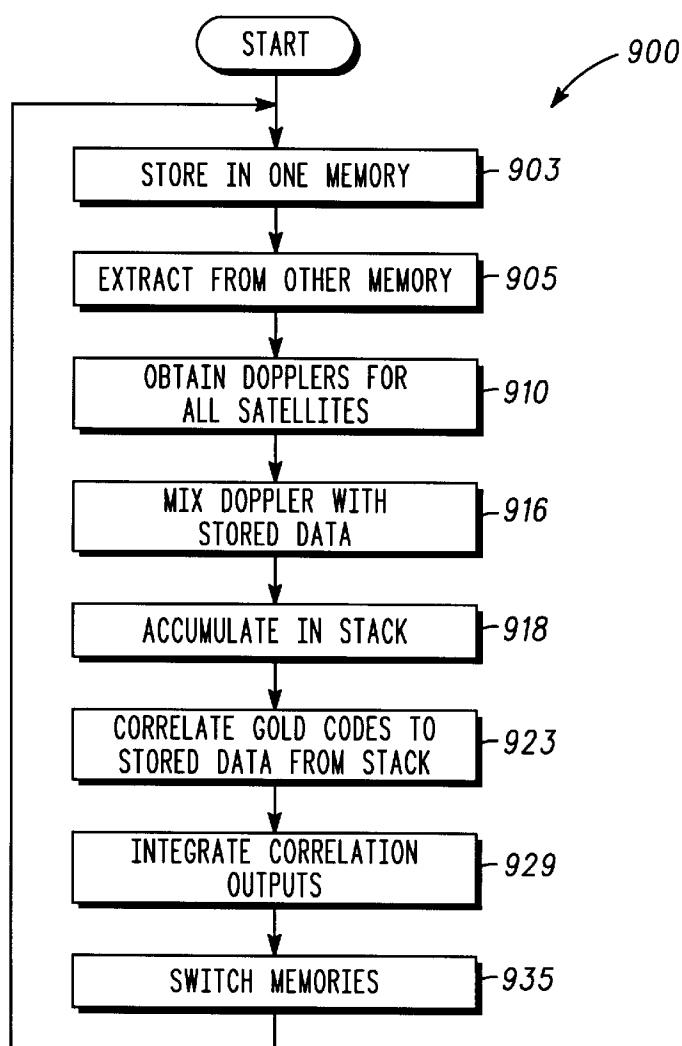 START
900
STORE IN ONE MEMORY
903
EXTRACT FROM OTHER MEMORY
905
OBTAIN DOPPLERS FOR
ALL SATELLITES
910
MIX DOPPLER WITH
STORED DATA
916
ACCUMULATE IN STACK
918
CORRELATE GOLD CODES TO
STORED DATA FROM STACK
923
INTEGRATE CORRELATION
OUTPUTS
929
SWITCH MEMORIES
935